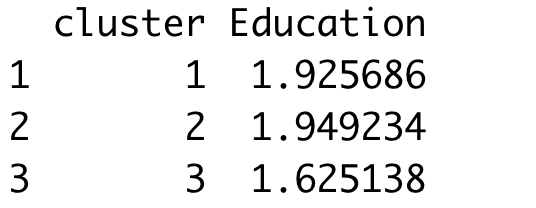 cluster Education
1 1 1.925686
2 2 1.949234
3 3 1.625138